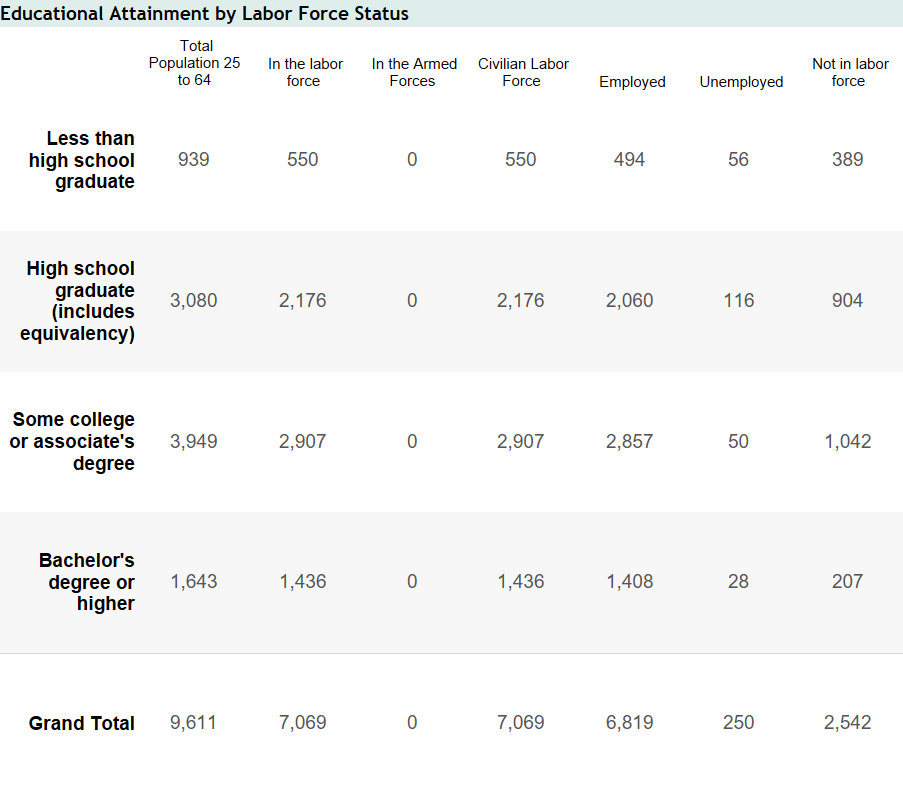 Educational Attainment by Labor Force Status
Total
Population 25
to 64
In the labor
force
In the Armed
Forces
Civilian Labor
Force
Employed
Unemployed
Not in labor
force
Less than
high school
graduate
939 550 0 550 494 56 389
High school
graduate
(includes
equivalency)
3,080 2,176 0 2,176 2,060 116 904
Some college
or associate's
degree
3,949 2,907 0 2,907 2,857 50 1,042
Bachelor's
degree or
higher
1,643 1,436 0 1,436 1,408 28 207
Grand Total 9,611 7,069 0 7,069 6,819 250 2,542